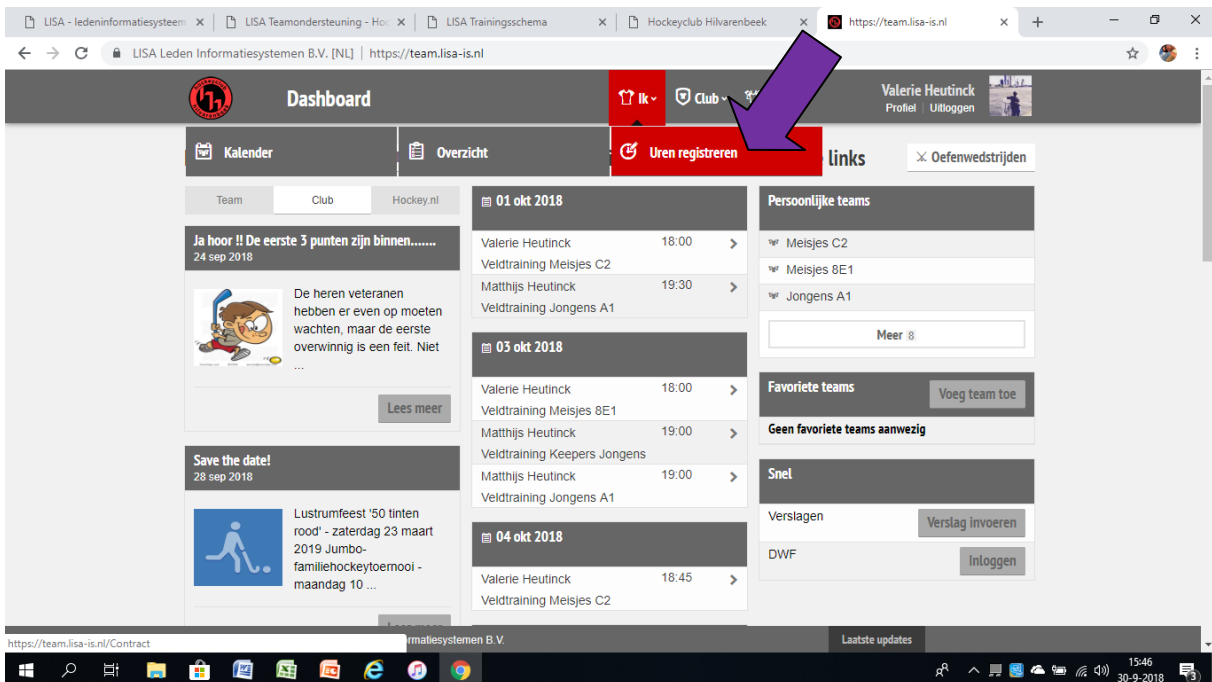 LISA - ledeninformatiesysteem
LISA Teamondersteuning - Hoc
LISA Trainingsschema
Hockeyclub Hilvarenbeek
https://team.lisa-is.nl
LISA Leden Informatiesystemen B.V. [NL] | https://team.lisa-is.nl
Dashboard
Ik
Club
Valerie Heutinck
Profiel | Uitloggen
Kalender
Overzicht
Uren registreren
links
Oefenwedstrijden
Team
Club
Hockey.nl
Ja hoor !! De eerste 3 punten zijn binnen.......
24 sep 2018
De heren veteranen
hebben er even op moeten
wachten, maar de eerste
overwinnig is een feit. Niet
...
Lees meer
Save the date!
28 sep 2018
Lustrumfeest '50 tinten
rood' - zaterdag 23 maart
2019 Jumbo-
familiehockeytoernooi -
maandag 10 ...
01 okt 2018
Valerie Heutinck 18:00
Veldtraining Meisjes C2
Matthijs Heutinck 19:30
Veldtraining Jongens A1
03 okt 2018
Valerie Heutinck 18:00
Veldtraining Meisjes 8E1
Matthijs Heutinck 19:00
Veldtraining Keepers Jongens
Matthijs Heutinck 19:00
Veldtraining Jongens A1
04 okt 2018
Valerie Heutinck 18:45
Veldtraining Meisjes C2
Persoonlijke teams
Meisjes C2
Meisjes 8E1
Jongens A1
Meer 8
Favoriete teams
Voeg team toe
Geen favoriete teams aanwezig
Snel
Verslagen
Verslag invoeren
DWF
Inloggen
https://team.lisa-is.nl/Contract
rmatiesystemen B.V.
Laatste updates
15:46
30-9-2018
3